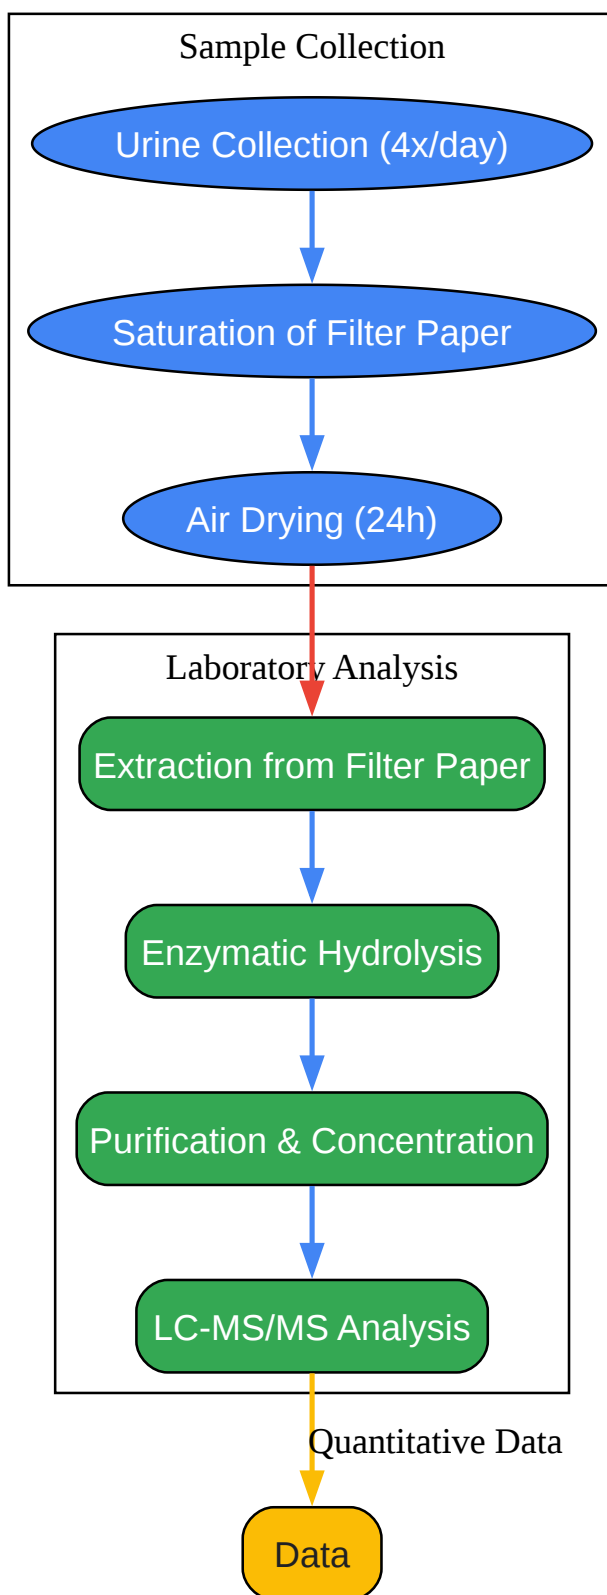 Sample Collection
Urine Collection (4x/day)
Saturation of Filter Paper
Air Drying (24h)
Laboratory Analysis
Extraction from Filter Paper
Enzymatic Hydrolysis
Purification & Concentration
LC-MS/MS Analysis
Quantitative Data
Data